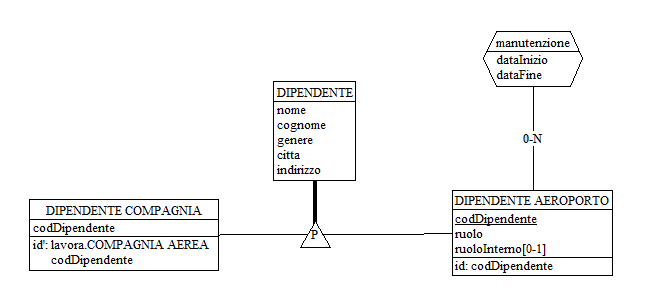 manutenzione
dataInizio
dataFine
DIPENDENTE
nome
cognome
genere
citta
indirizzo
0-N
DIPENDENTE COMPAGNIA
codDipendente
id': lavora.COMPAGNIA AEREA
codDipendente
P
DIPENDENTE AEROPORTO
codDipendente
ruolo
ruoloInterno[0-1]
id: codDipendente